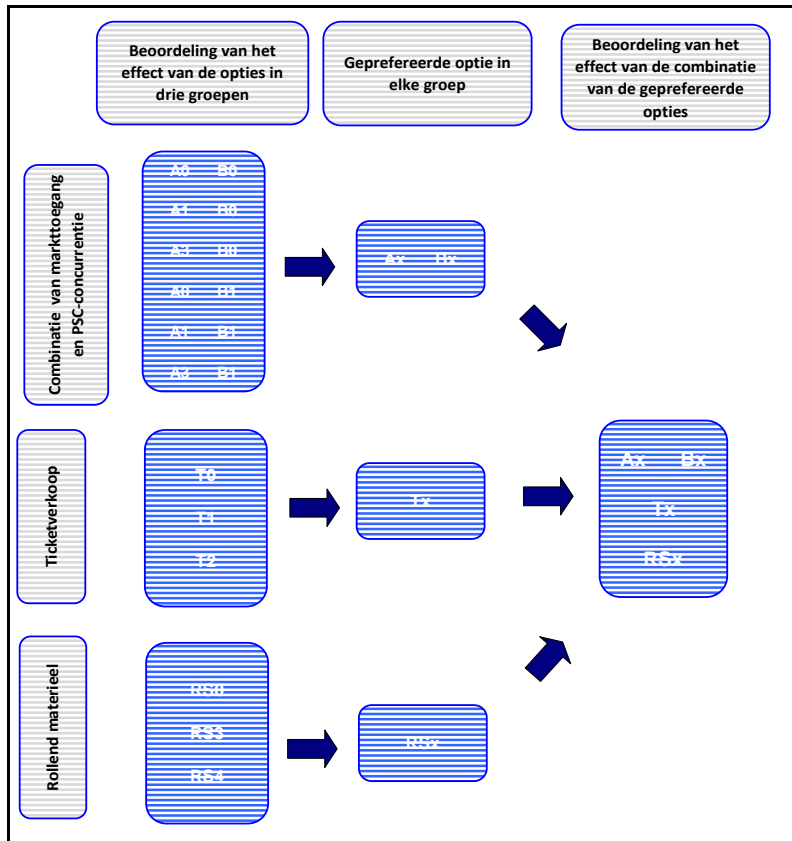 Beoordeling van het
effect van de opties in
drie groepen
Geprefereerde optie in
elke groep
Beoordeling van het
effect van de combinatie
van de geprefereerde
opties
Combinatie van markttoegang
en PSC-concurrentie
A0 B0
A1 B0
A3 B0
A0 B1
A1 B1
A3 B1
Ax Bx
Ticketverkoop
T0
T1
T2
Tx
Ax Bx
Tx
RSx
Rollend materieel
RS0
RS3
RS4
RSx